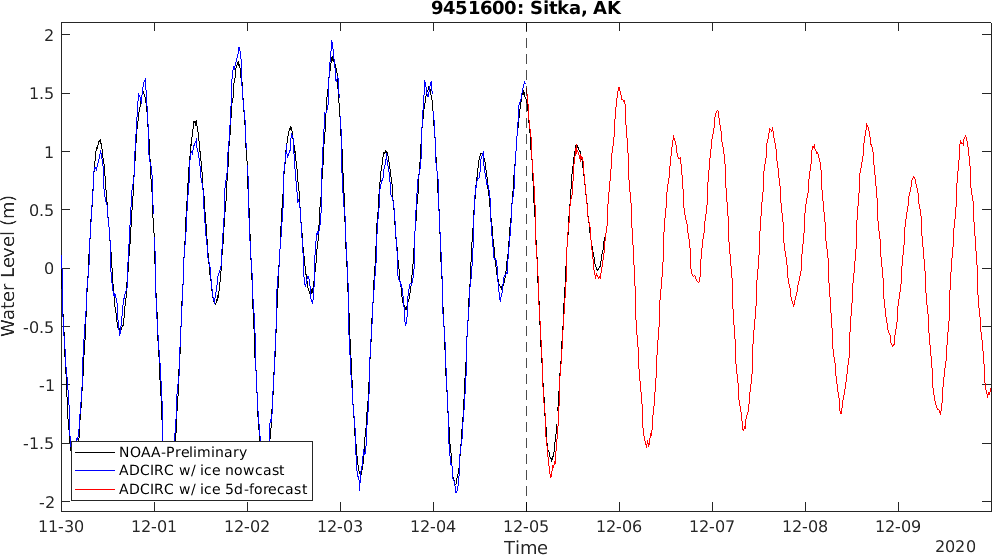 9451600: Sitka, AK
Water Level (m)
2
1.5
1
0.5
0
-0.5
-1
-1.5
-2
NOAA-Preliminary
ADCIRC w/ ice nowcast
ADCIRC w/ ice 5d-forecast
11-30 12-01 12-02 12-03 12-04 12-05 12-06 12-07 12-08 12-09
Time
2020